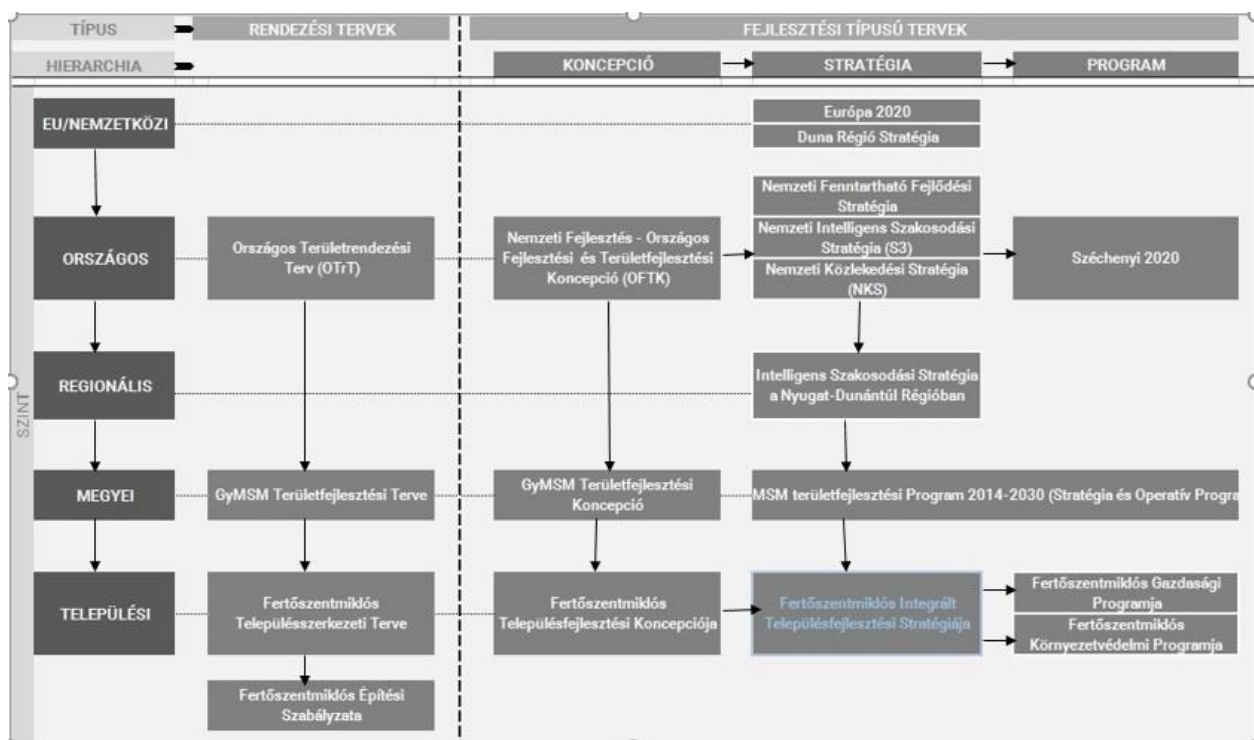 TÍPUS
RENDEZÉSI TERVEK
FEJLESZTÉSI TÍPUSÚ TERVEK
HIERARCHIA
KONCEPCIÓ
STRATÉGIA
PROGRAM
SZINT
EU/NEMZETKÖZI
Európa 2020
Duna Régió Stratégia
ORSZÁGOS
Országos Területrendezési
Terv (OTrT)
Nemzeti Fejlesztés - Országos
Fejlesztési és Területfejlesztési
Koncepció (OFTK)
Nemzeti Fenntartható Fejlődési
Stratégia
Nemzeti Intelligens Szakosodási
Stratégia (S3)
Nemzeti Közlekedési Stratégia
(NKS)
Széchenyi 2020
REGIONÁLIS
Intelligens Szakosodási Stratégia
a Nyugat-Dunántúl Régióban
MEGYEI
GyMSM Területfejlesztési Terve
GyMSM Területfejlesztési
Koncepció
MSM területfejlesztési Program 2014-2030 (Stratégia és Operatív Progra
TELEPÜLÉSI
Fertőszentmiklós
Településszerkezeti Terve
Fertőszentmiklós
Településfejlesztési Koncepciója
Fertőszentmiklós Integrált
Településfejlesztési Stratégiája
Fertőszentmiklós Gazdasági
Programja
Fertőszentmiklós
Környezetvédelmi Programja
Fertőszentmiklós Építési
Szabályzata